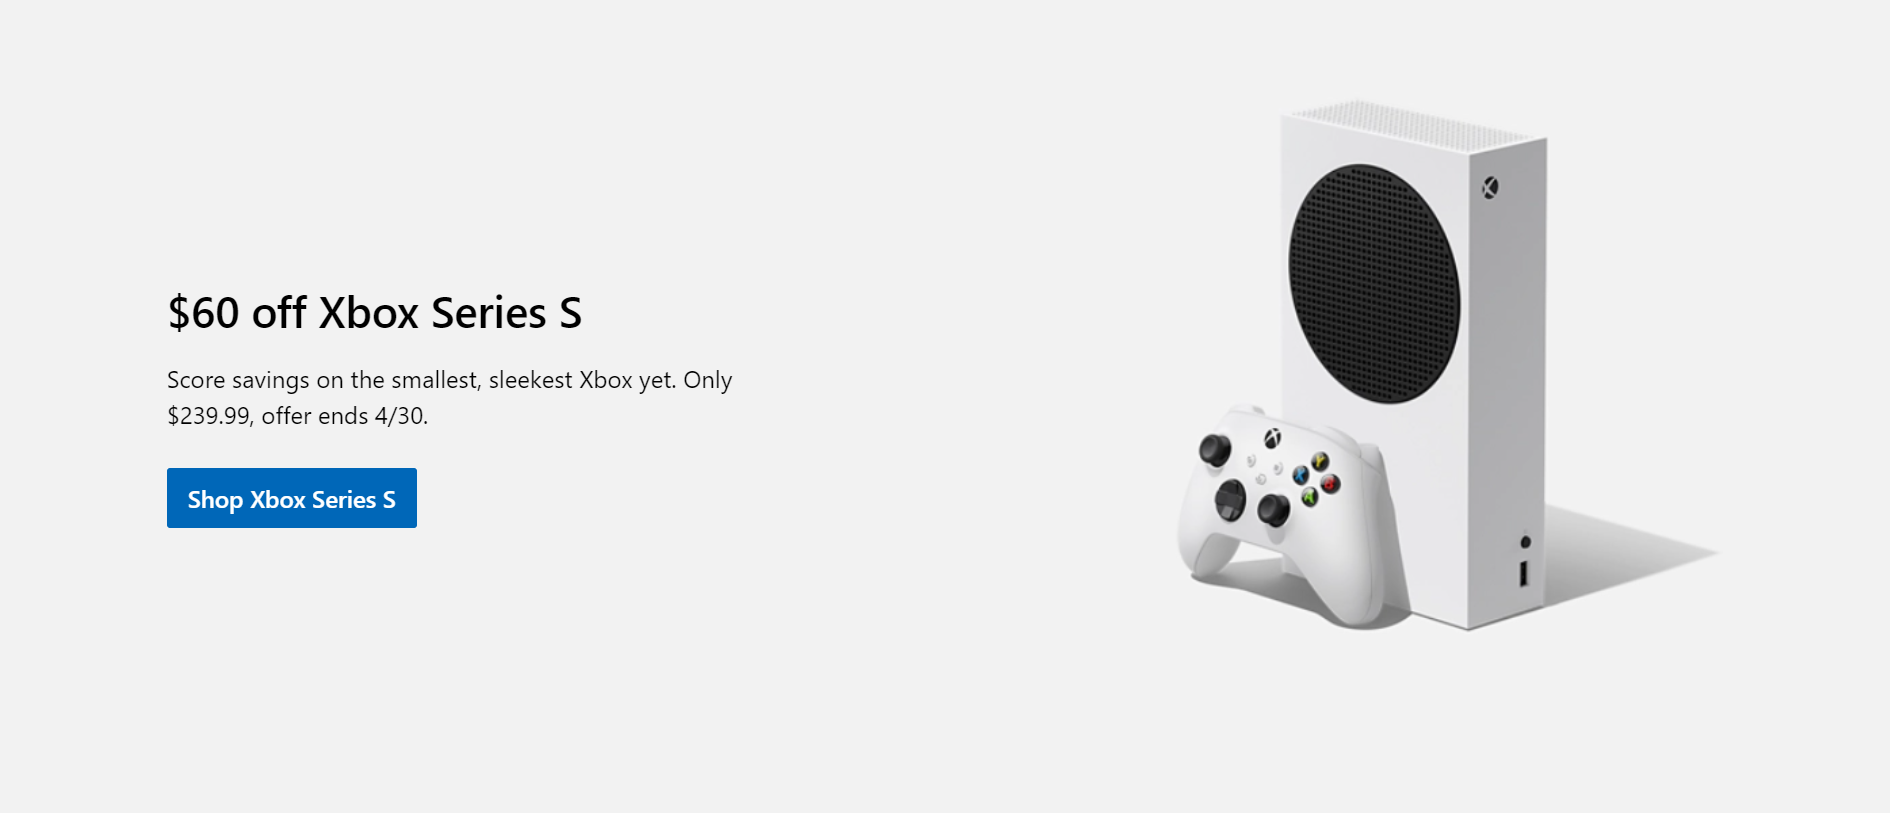 $60 off Xbox Series S
Score savings on the smallest, sleekest Xbox yet. Only
$239.99, offer ends 4/30.
Shop Xbox Series S
Y
X
B
A